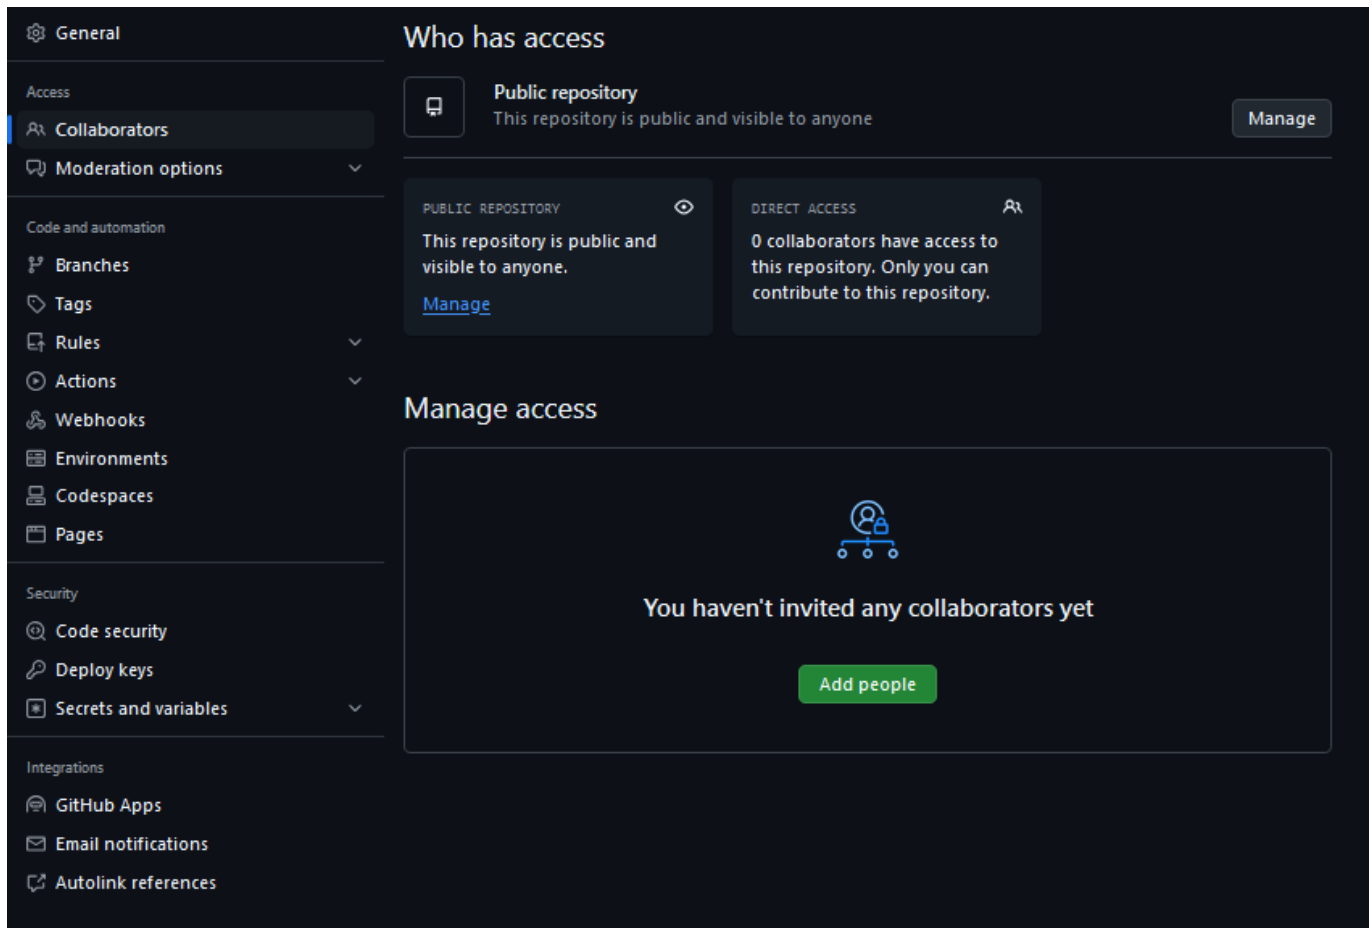 General
Access
Collaborators
Moderation options
Code and automation
Branches
Tags
Rules
Actions
Webhooks
Environments
Codespaces
Pages
Security
Code security
Deploy keys
Secrets and variables
Integrations
GitHub Apps
Email notifications
Autolink references
Who has access
Public repository
This repository is public and visible to anyone
Manage
PUBLIC REPOSITORY
This repository is public and
visible to anyone.
Manage
DIRECT ACCESS
0 collaborators have access to
this repository. Only you can
contribute to this repository.
Manage access
You haven't invited any collaborators yet
Add people